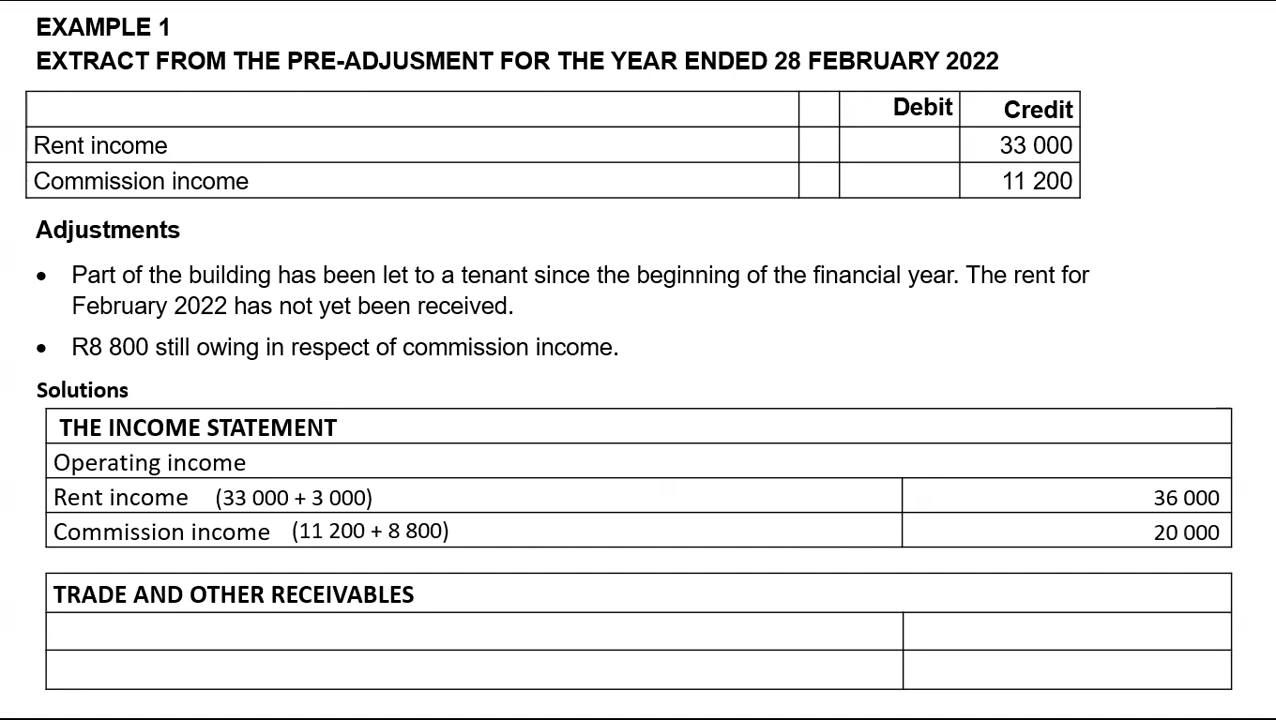 EXAMPLE 1
EXTRACT FROM THE PRE-ADJUSMENT FOR THE YEAR ENDED 28 FEBRUARY 2022
Debit Credit
Rent income 33 000
Commission income 11 200
Adjustments
• Part of the building has been let to a tenant since the beginning of the financial year. The rent for
February 2022 has not yet been received.
• R8 800 still owing in respect of commission income.
Solutions
THE INCOME STATEMENT
Operating income
Rent income (33 000 + 3 000) 36 000
Commission income (11 200 + 8 800) 20 000
TRADE AND OTHER RECEIVABLES